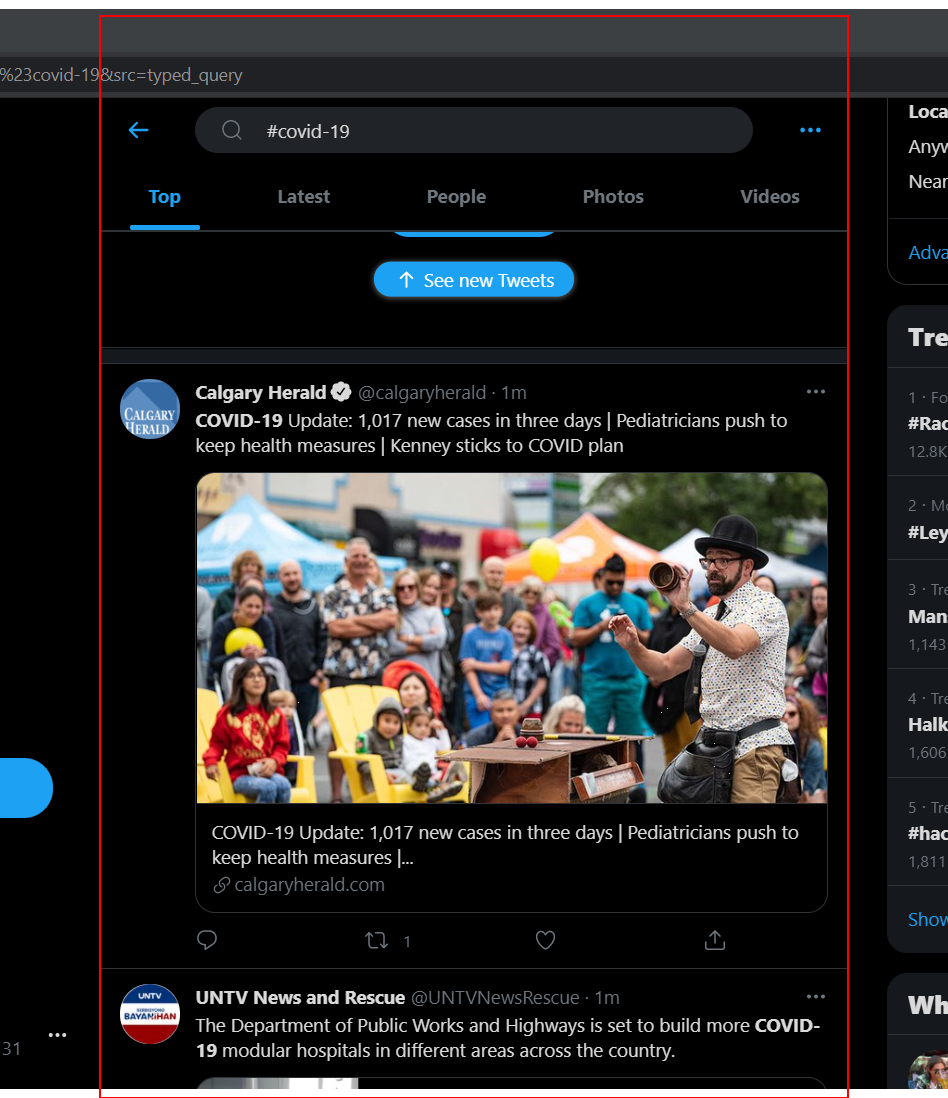 %23covid-19&src=typed_query
#covid-19
Top
Latest
People
Photos
Videos
See new Tweets
Calgary Herald @calgaryherald · 1m
COVID-19 Update: 1,017 new cases in three days | Pediatricians push to
keep health measures | Kenney sticks to COVID plan
CALGARY
HERALD
COVID-19 Update: 1,017 new cases in three days | Pediatricians push to
keep health measures |...
calgaryherald.com
1
UNTV News and Rescue @UNTVNewsRescue · 1m
The Department of Public Works and Highways is set to build more COVID-
19 modular hospitals in different areas across the country.
UNTV
BAYANIHAN
31
Loca
Anyw
Near
Adva
Tre
1 · Fo
#Rac
12.8K
2 · Mo
#Ley
3 · Tre
Mans
1,143
4 · Tre
Halk
1,606
5 · Tre
#hac
1,811
Show
Wh